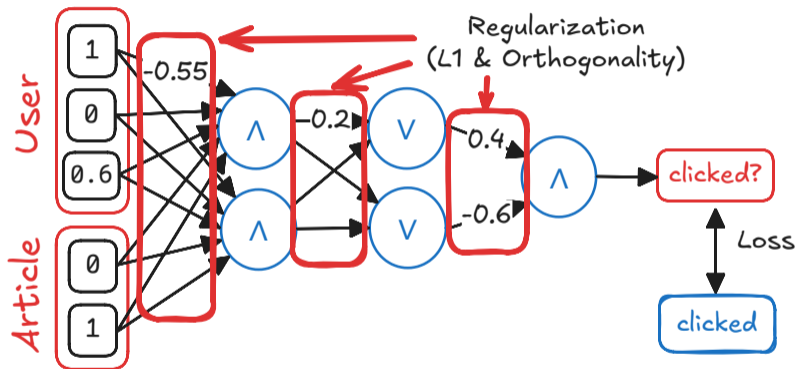 Regularization
(L1 & Orthogonality)
User
1
0
0.6
Article
0
1
-0.55
∧
∧
-0.2
∨
∨
0.4
-0.6
∧
clicked?
Loss
clicked